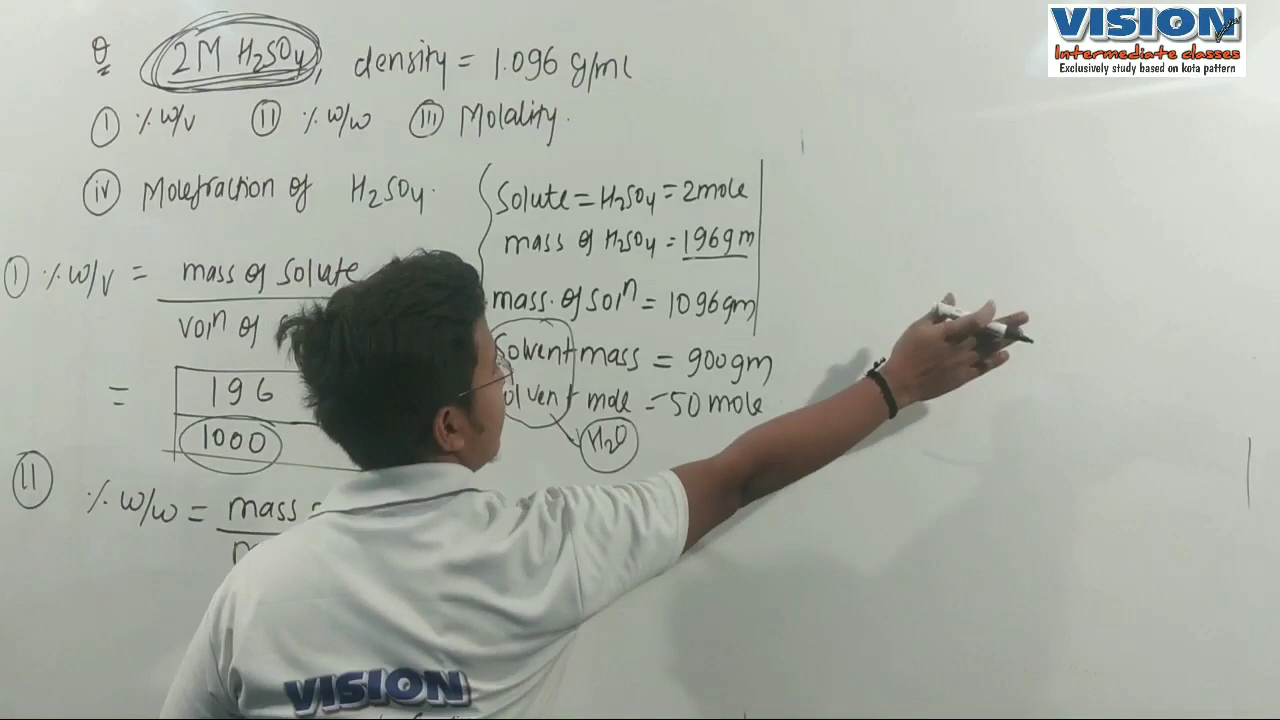 VISION
Intermediate classes
Exclusively study based on kota pattern
Q 2M H₂SO₄, density = 1.096 g/ml
(I) % w/v (II) % w/w (III) Molality.
(iv) Molefraction of H₂SO₄.
Solute = H₂SO₄ = 2mole
mass of H₂SO₄ = 196gm
mass. of solⁿ = 1096gm
Solvent mass = 900gm
Solvent mole = 50 mole
H₂O
(I) % w/v = mass of solute
volⁿ of
= 196
1000
(II) % w/w = mass
VISION